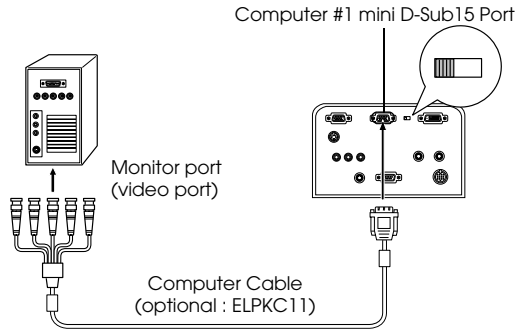 Computer #1 mini D-Sub15 Port
Monitor port
(video port)
Computer Cable
(optional : ELPKC11)